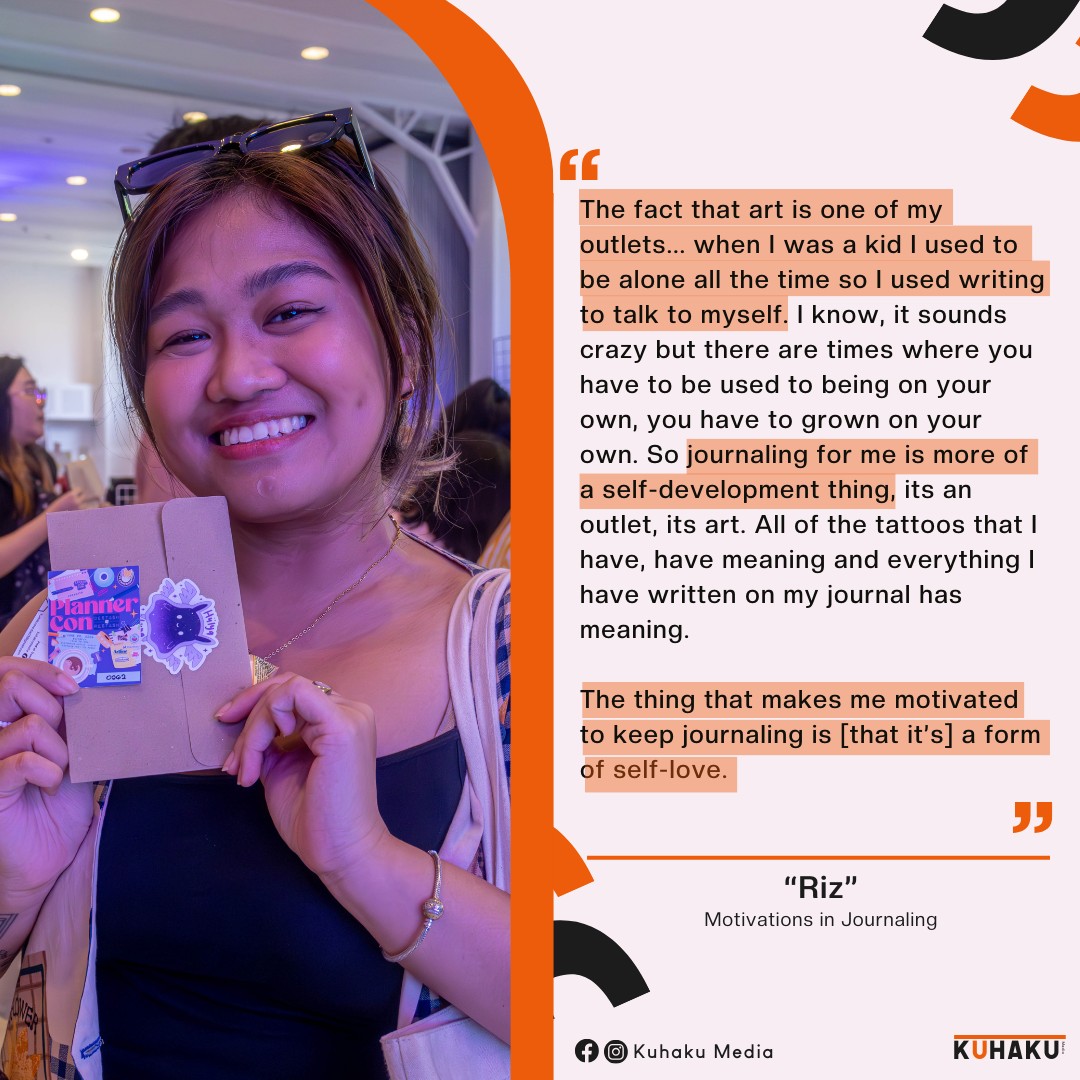 “
The fact that art is one of my
outlets... when I was a kid I used to
be alone all the time so I used writing
to talk to myself. I know, it sounds
crazy but there are times where you
have to be used to being on your
own, you have to grown on your
own. So journaling for me is more of
a self-development thing, its an
outlet, its art. All of the tattoos that I
have, have meaning and everything I
have written on my journal has
meaning.
The thing that makes me motivated
to keep journaling is [that it's] a form
of self-love.
”
“Riz”
Motivations in Journaling
Planner
Con
0062
Kuhaku Media
KUHAKU